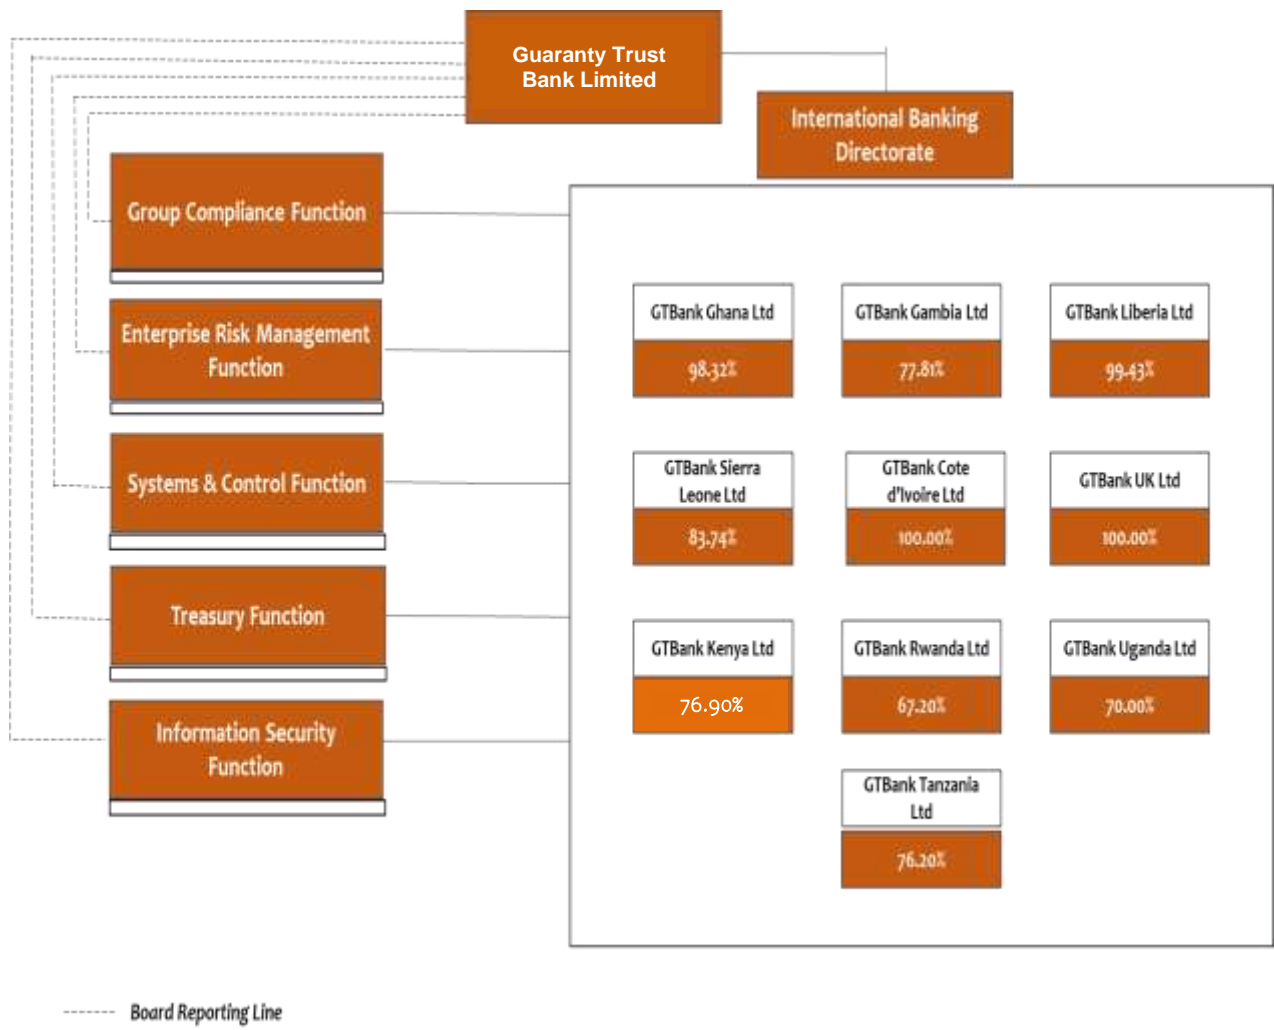 Guaranty Trust
Bank Limited
International Banking
Directorate
Group Compliance Function
Enterprise Risk Management
Function
Systems & Control Function
Treasury Function
Information Security
Function
GTBank Ghana Ltd
98.32%
GTBank Gambia Ltd
77.81%
GTBank Liberia Ltd
99.43%
GTBank Sierra
Leone Ltd
83.74%
GTBank Cote
d'Ivoire Ltd
100.00%
GTBank UK Ltd
100.00%
GTBank Kenya Ltd
76.90%
GTBank Rwanda Ltd
67.20%
GTBank Uganda Ltd
70.00%
GTBank Tanzania
Ltd
76.20%
Board Reporting Line